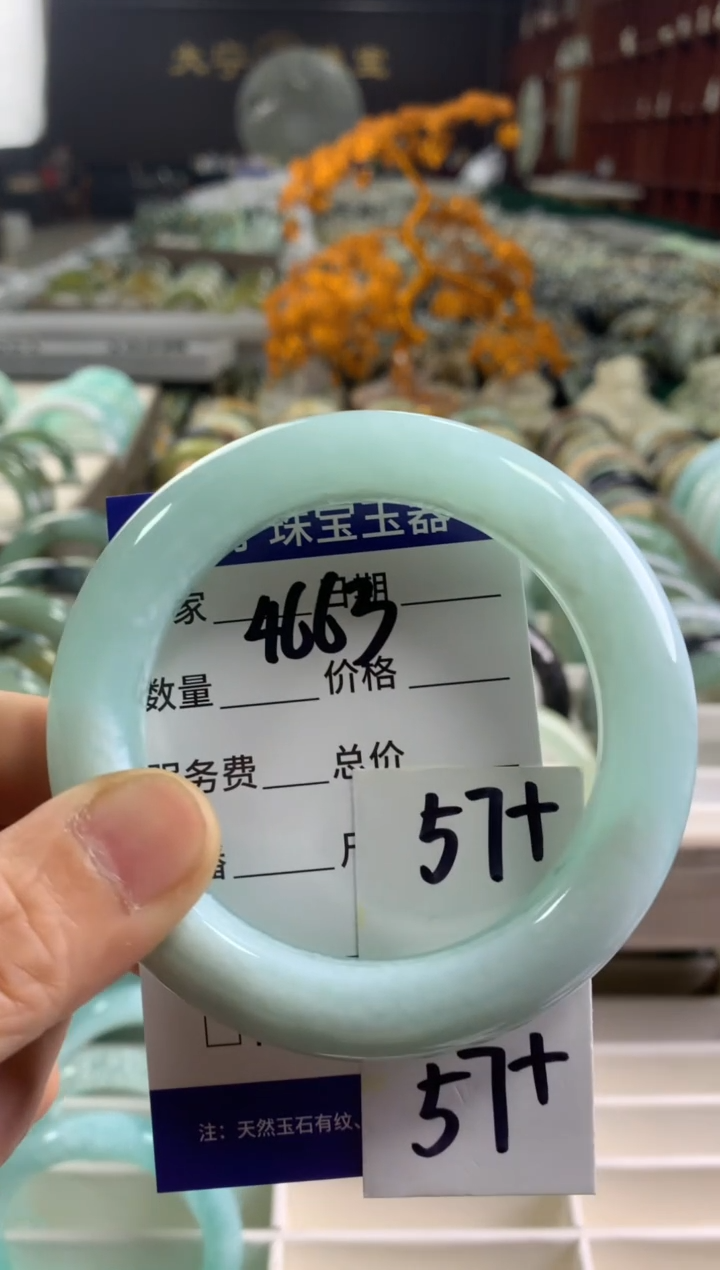 珠宝玉器
家 日期
4663
数量 价格
服务费 总价
57+
57+
注：天然玉石有纹、